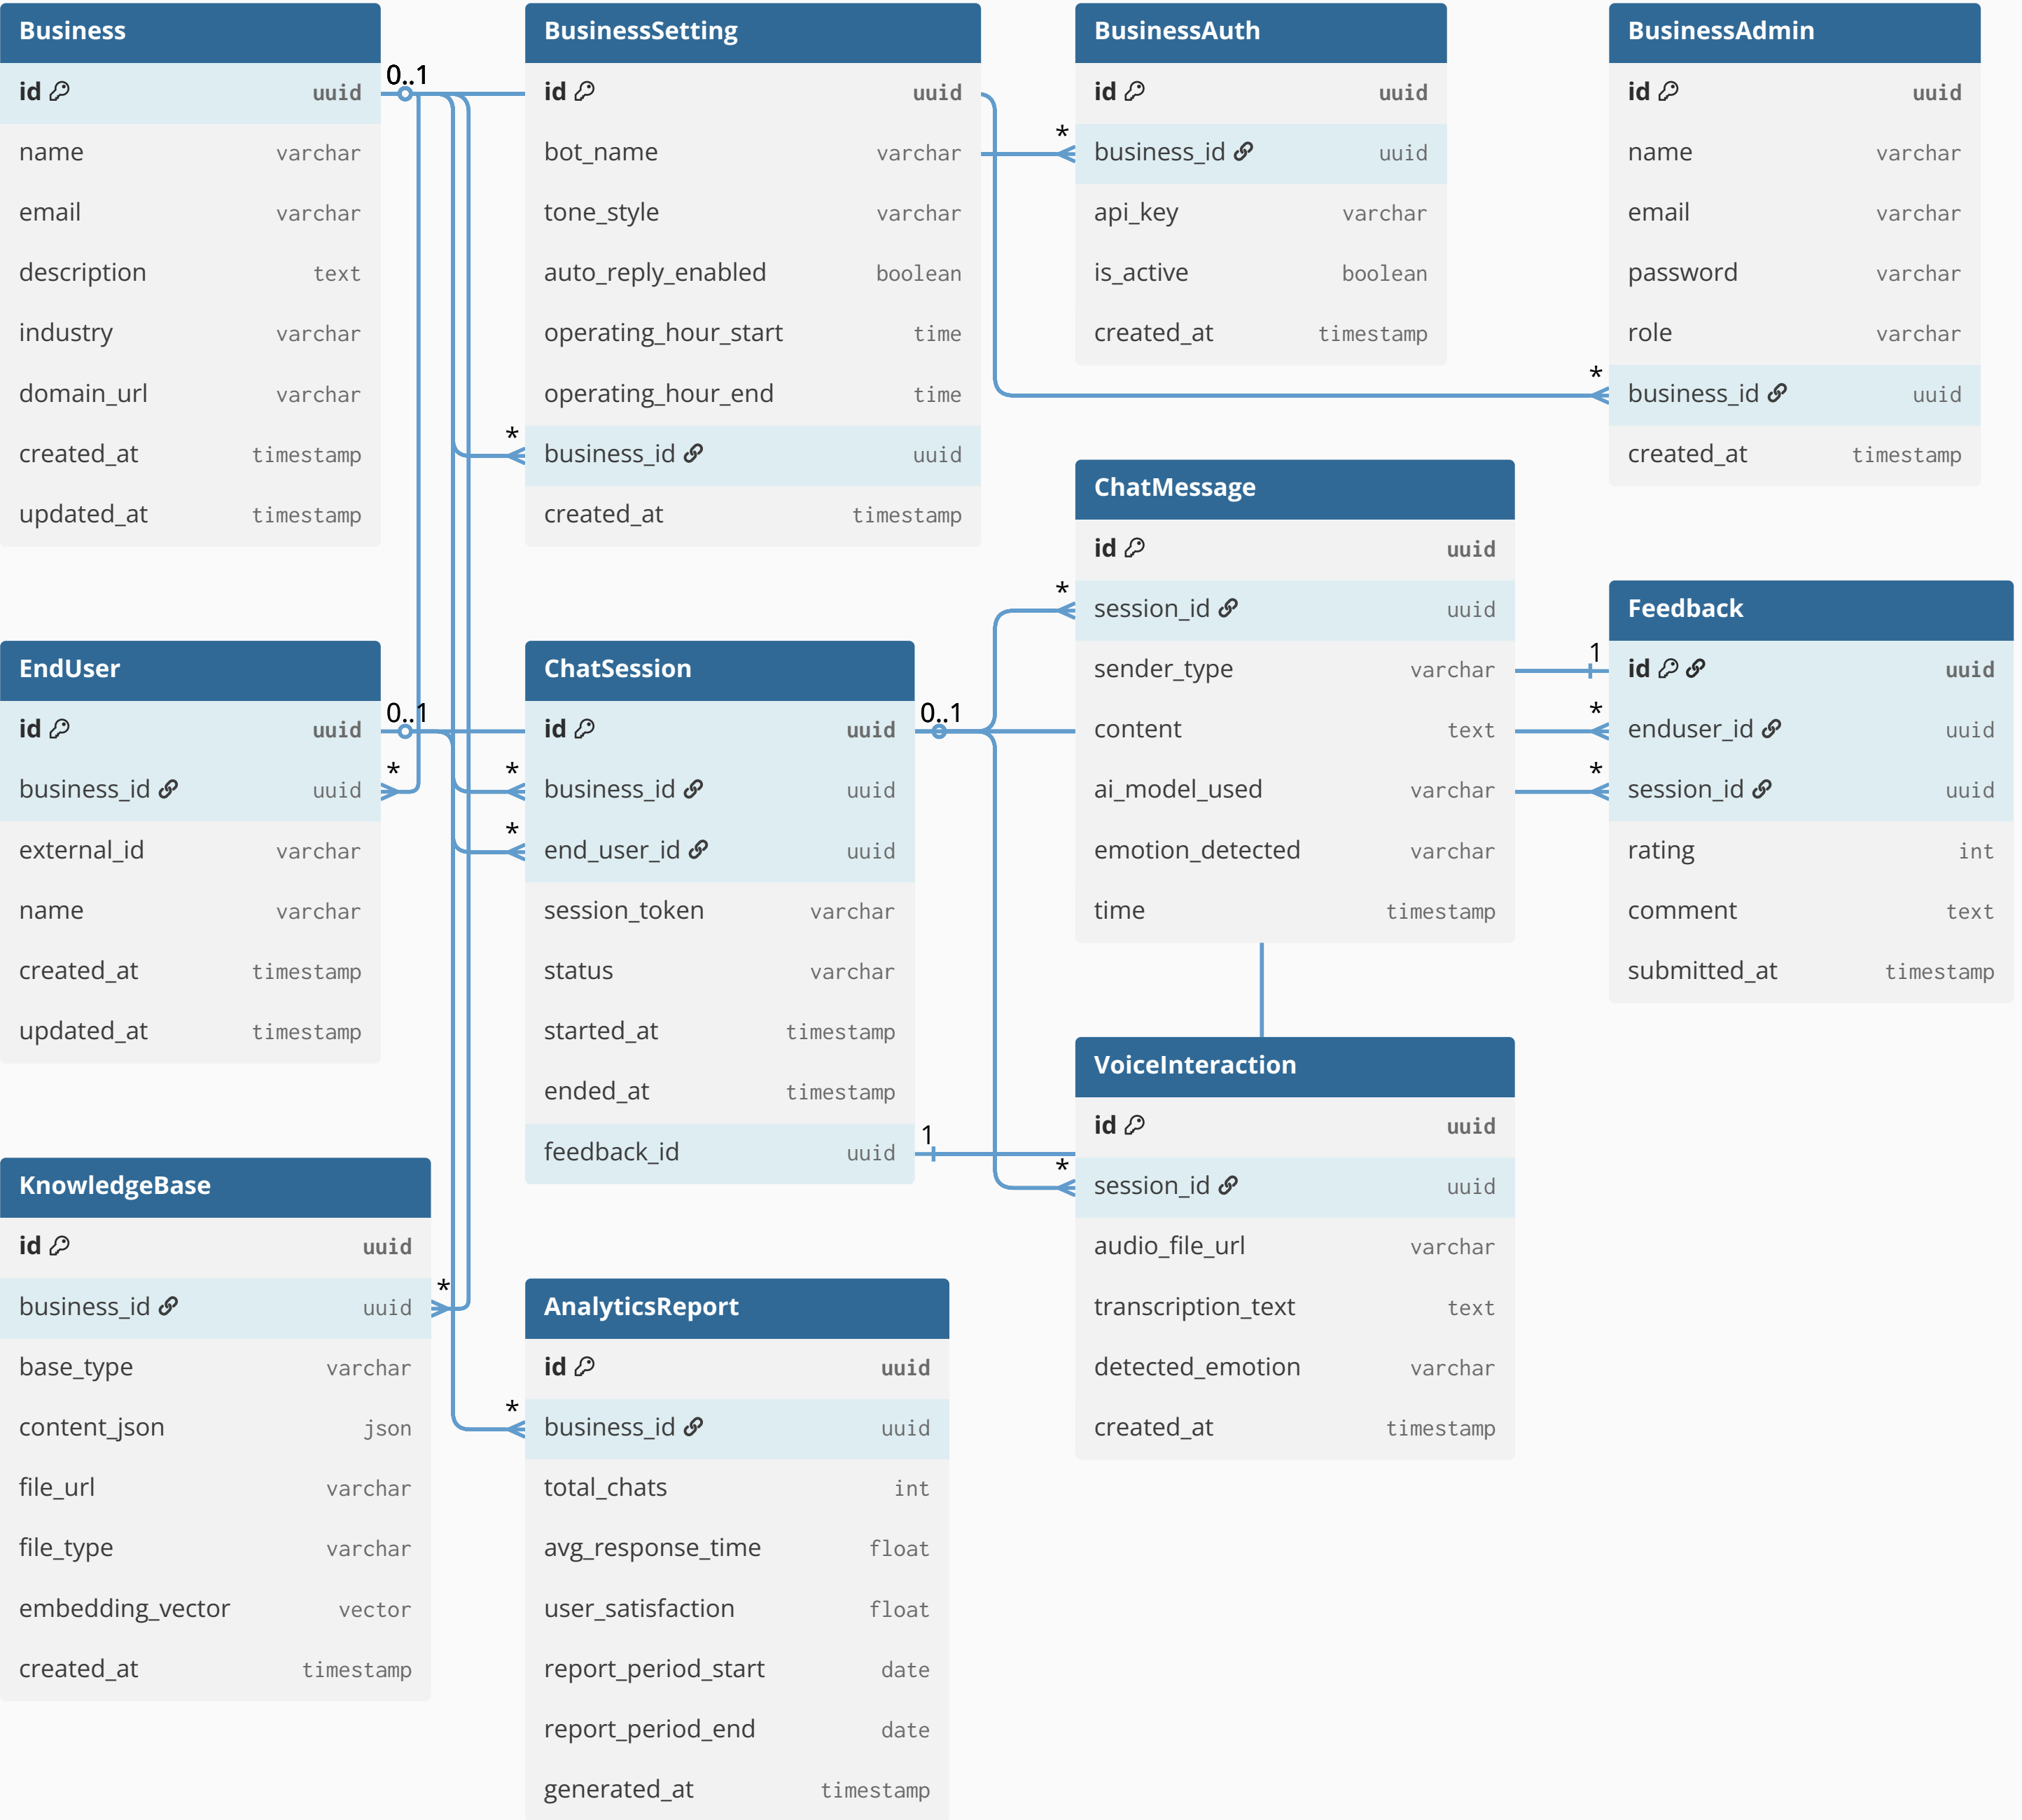 Business
id uuid
name varchar
email varchar
description text
industry varchar
domain_url varchar
created_at timestamp
updated_at timestamp
0..1
BusinessSetting
id uuid
bot_name varchar
tone_style varchar
auto_reply_enabled boolean
operating_hour_start time
operating_hour_end time
* business_id uuid
created_at timestamp
BusinessAuth
id uuid
* business_id uuid
api_key varchar
is_active boolean
created_at timestamp
BusinessAdmin
id uuid
name varchar
email varchar
password varchar
role varchar
* business_id uuid
created_at timestamp
EndUser
id uuid 0..1
business_id uuid *
external_id varchar
name varchar
created_at timestamp
updated_at timestamp
ChatSession
id uuid 0..1
* business_id uuid
* end_user_id uuid
session_token varchar
status varchar
started_at timestamp
ended_at timestamp
feedback_id uuid 1
ChatMessage
id uuid
* session_id uuid
sender_type varchar
content text
ai_model_used varchar
emotion_detected varchar
time timestamp
Feedback
1 id uuid
* enduser_id uuid
* session_id uuid
rating int
comment text
submitted_at timestamp
KnowledgeBase
id uuid
business_id uuid *
base_type varchar
content_json json
file_url varchar
file_type varchar
embedding_vector vector
created_at timestamp
AnalyticsReport
id uuid
* business_id uuid
total_chats int
avg_response_time float
user_satisfaction float
report_period_start date
report_period_end date
generated_at timestamp
VoiceInteraction
id uuid
* session_id uuid
audio_file_url varchar
transcription_text text
detected_emotion varchar
created_at timestamp